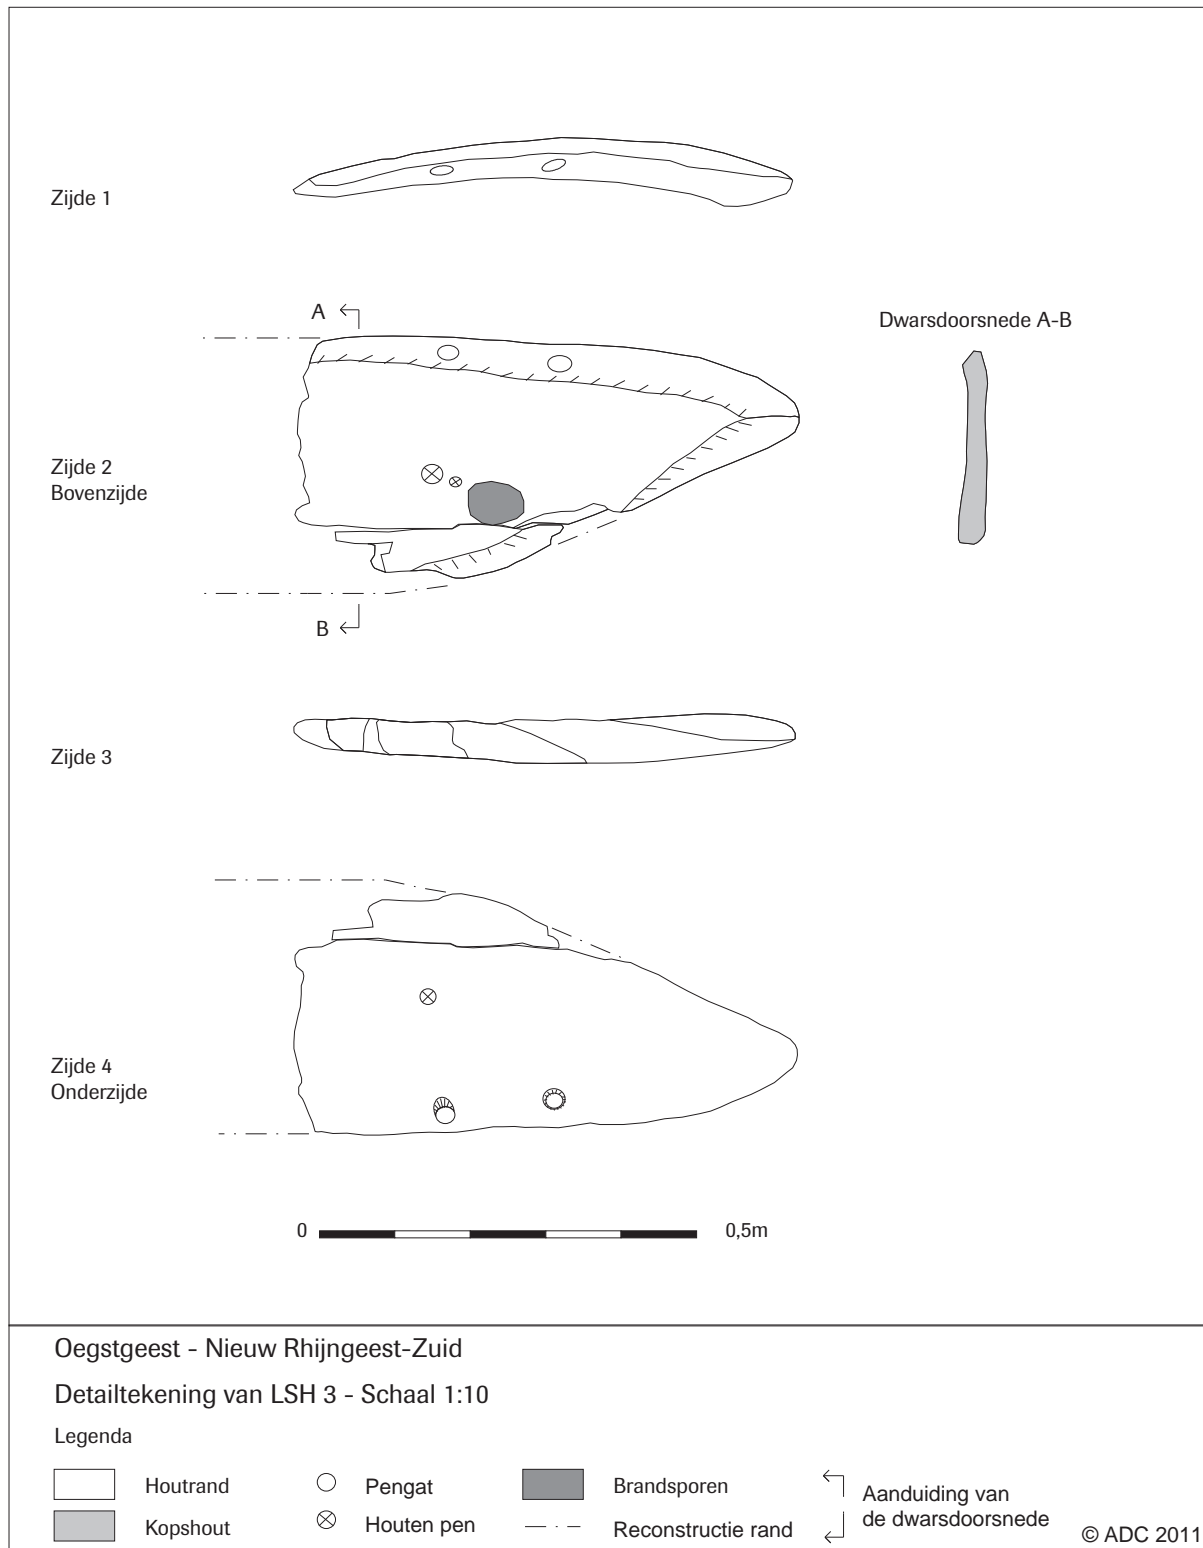 Zijde 1
A
Dwarsdoorsnede A-B
Zijde 2
Bovenzijde
B
Zijde 3
Zijde 4
Onderzijde
0
0,5m
Oegstgeest - Nieuw Rhijngeest-Zuid
Detailtekening van LSH 3 - Schaal 1:10
Legenda
Houtrand
Kopshout
Pengat
Houten pen
Brandsporen
Reconstructie rand
Aanduiding van
de dwarsdoorsnede
© ADC 2011